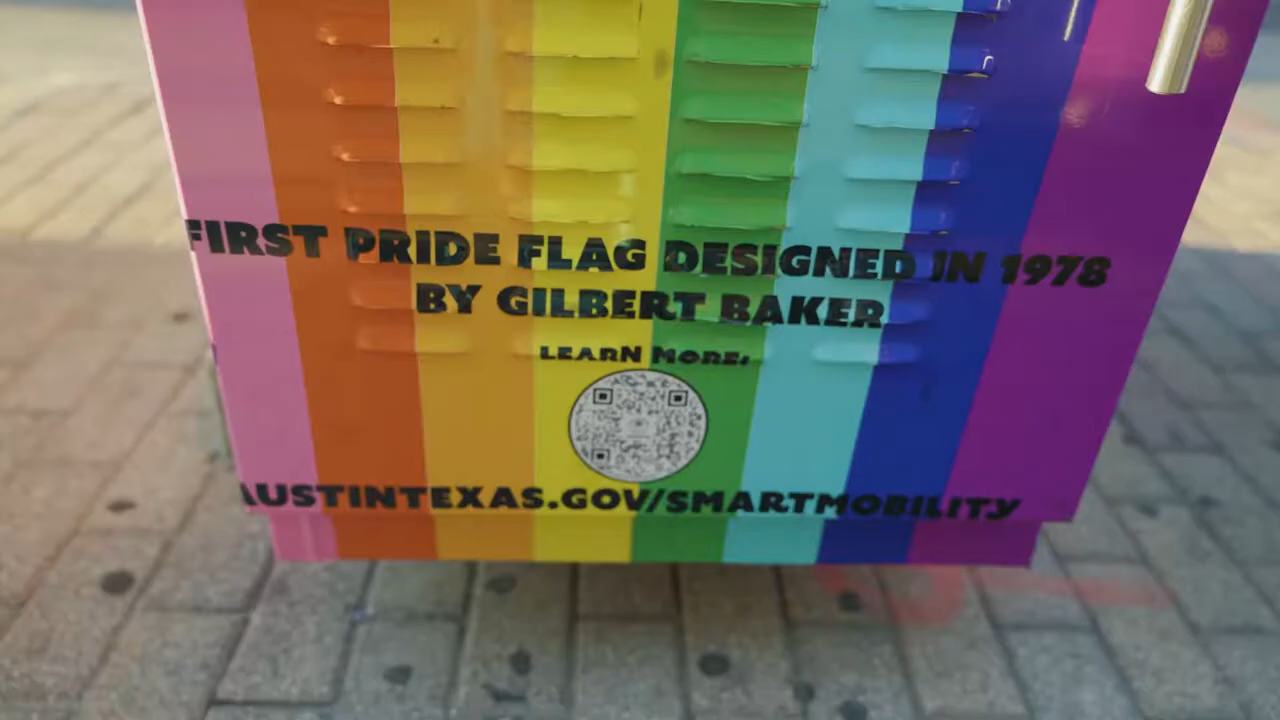 FIRST PRIDE FLAG DESIGNED IN 1978
BY GILBERT BAKER
LEARN MORE:
AUSTINTEXAS.GOV/SMARTMOBILITY